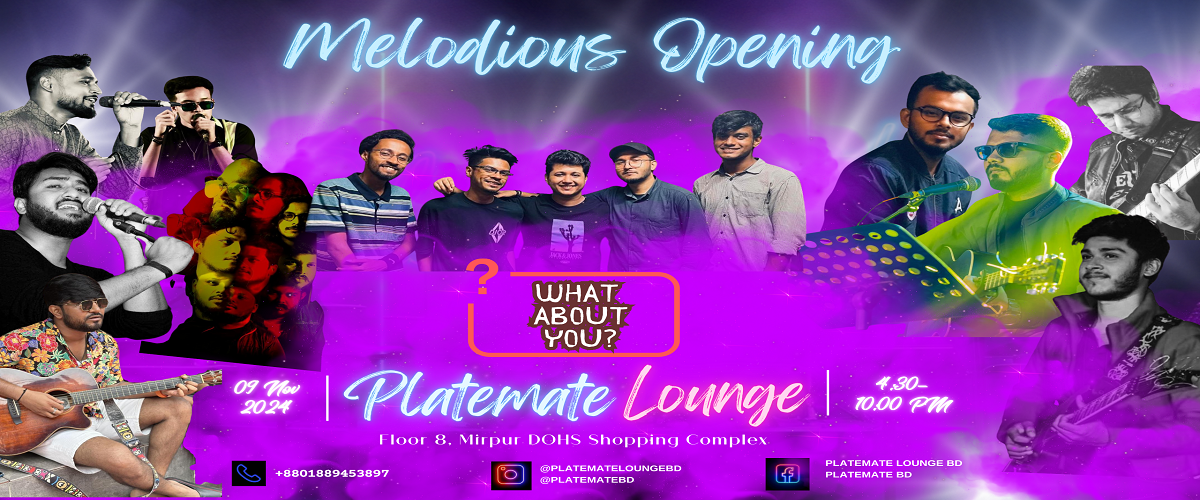 Melodious Opening
?
WHAT
ABOUT
YOU?
09 Nov
2024
Platemate Lounge
4.30-
10.00 PM
Floor 8, Mirpur DOHS Shopping Complex
+8801889453897
@PLATEMATELOUNGEBD
@PLATEMATEBD
PLATEMATE LOUNGE BD
PLATEMATE BD